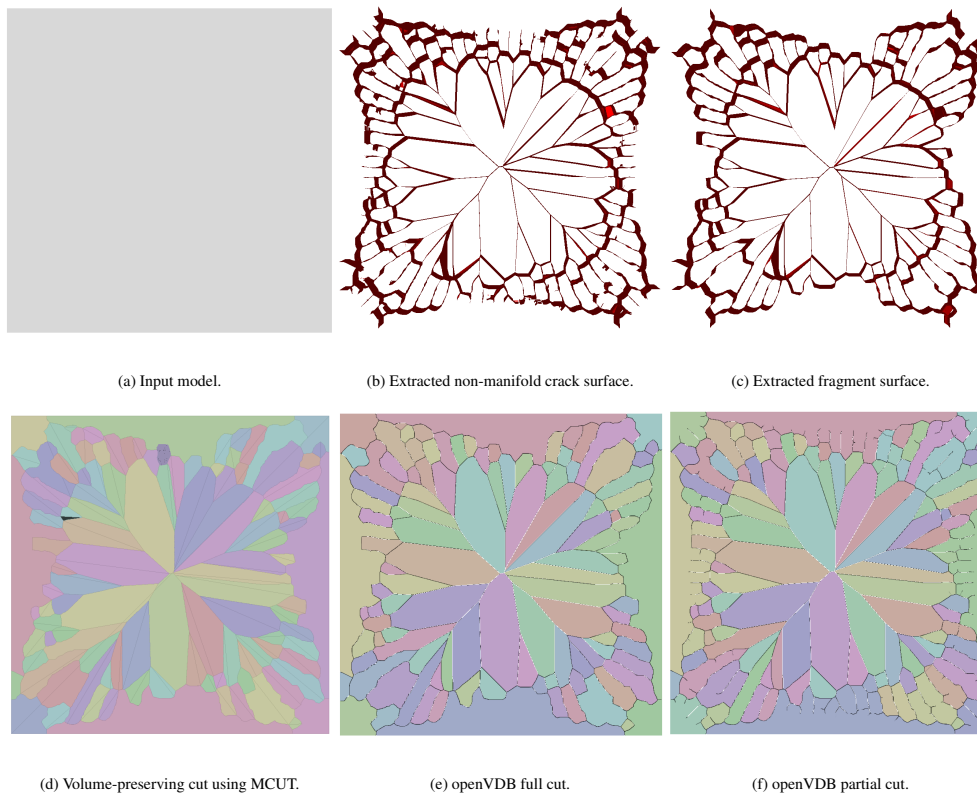 (a) Input model.
(b) Extracted non-manifold crack surface.
(c) Extracted fragment surface.
(d) Volume-preserving cut using MCUT.
(e) openVDB full cut.
(f) openVDB partial cut.